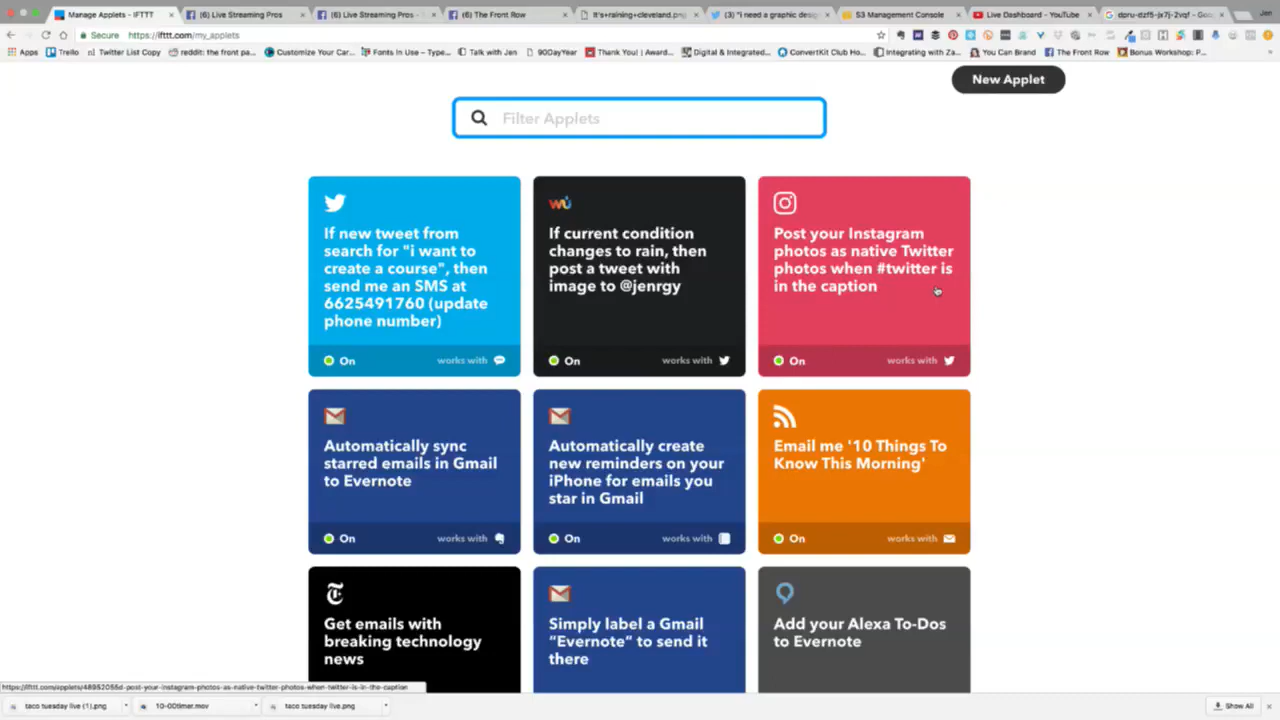 Manage Applets - IFTTT
(6) Live Streaming Pros -
(6) Live Streaming Pros -
(6) The Front Row
It's+raining+cleveland.png
(3) "i need a graphic desig
S3 Management Console
Live Dashboard - YouTube
dpru-dzf5-jx7j-2vqf - Goo
Jen
Secure https://ifttt.com/my_applets
Apps Trello Twitter List Copy reddit: the front pa... Customize Your Car... Fonts In Use – Type... Talk with Jen 90DayYear Thank You! | Award... Digital & Integrated... ConvertKit Club Ho... Integrating with Za... You Can Brand The Front Row Bonus Workshop: P...
New Applet
Filter Applets
If new tweet from
search for "i want to
create a course", then
send me an SMS at
6625491760 (update
phone number)
On works with
wu
If current condition
changes to rain, then
post a tweet with
image to @jenrgy
On works with
Post your Instagram
photos as native Twitter
photos when #twitter is
in the caption
On works with
Automatically sync
starred emails in Gmail
to Evernote
On works with
Automatically create
new reminders on your
iPhone for emails you
star in Gmail
On works with
Email me '10 Things To
Know This Morning'
On works with
Get emails with
breaking technology
news
Simply label a Gmail
"Evernote" to send it
there
Add your Alexa To-Dos
to Evernote
https://ifttt.com/applets/48952055d-post-your-instagram-photos-as-native-twitter-photos-when-twitter-is-in-the-caption
taco tuesday live (1).png
10-00timer.mov
taco tuesday live.png
Show All